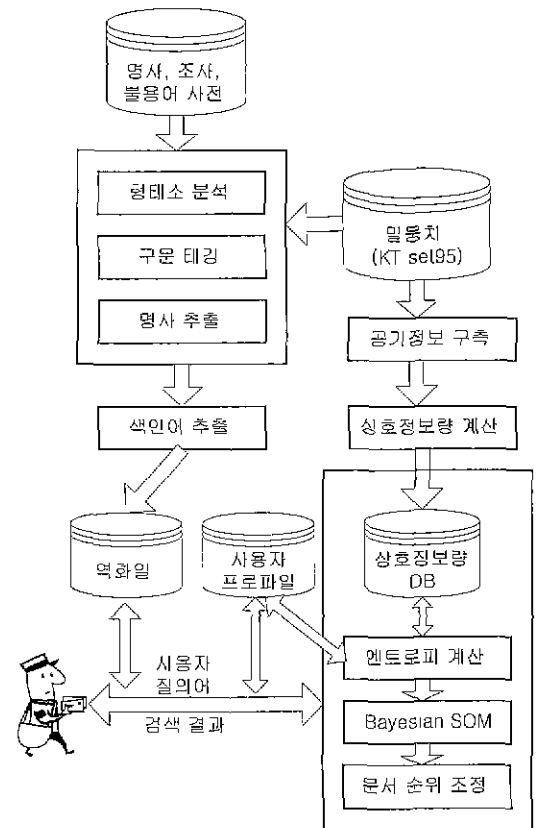 명사, 조사,
불용어 사전
형태소 분석
구문 태깅
명사 추출
말뭉치
(KT set95)
공기정보 구축
색인어 추출
상호정보량 계산
역화일
사용자
프로파일
상호정보량
DB
사용자
질의어
검색 결과
엔트로피 계산
Bayesian SOM
문서 순위 조정